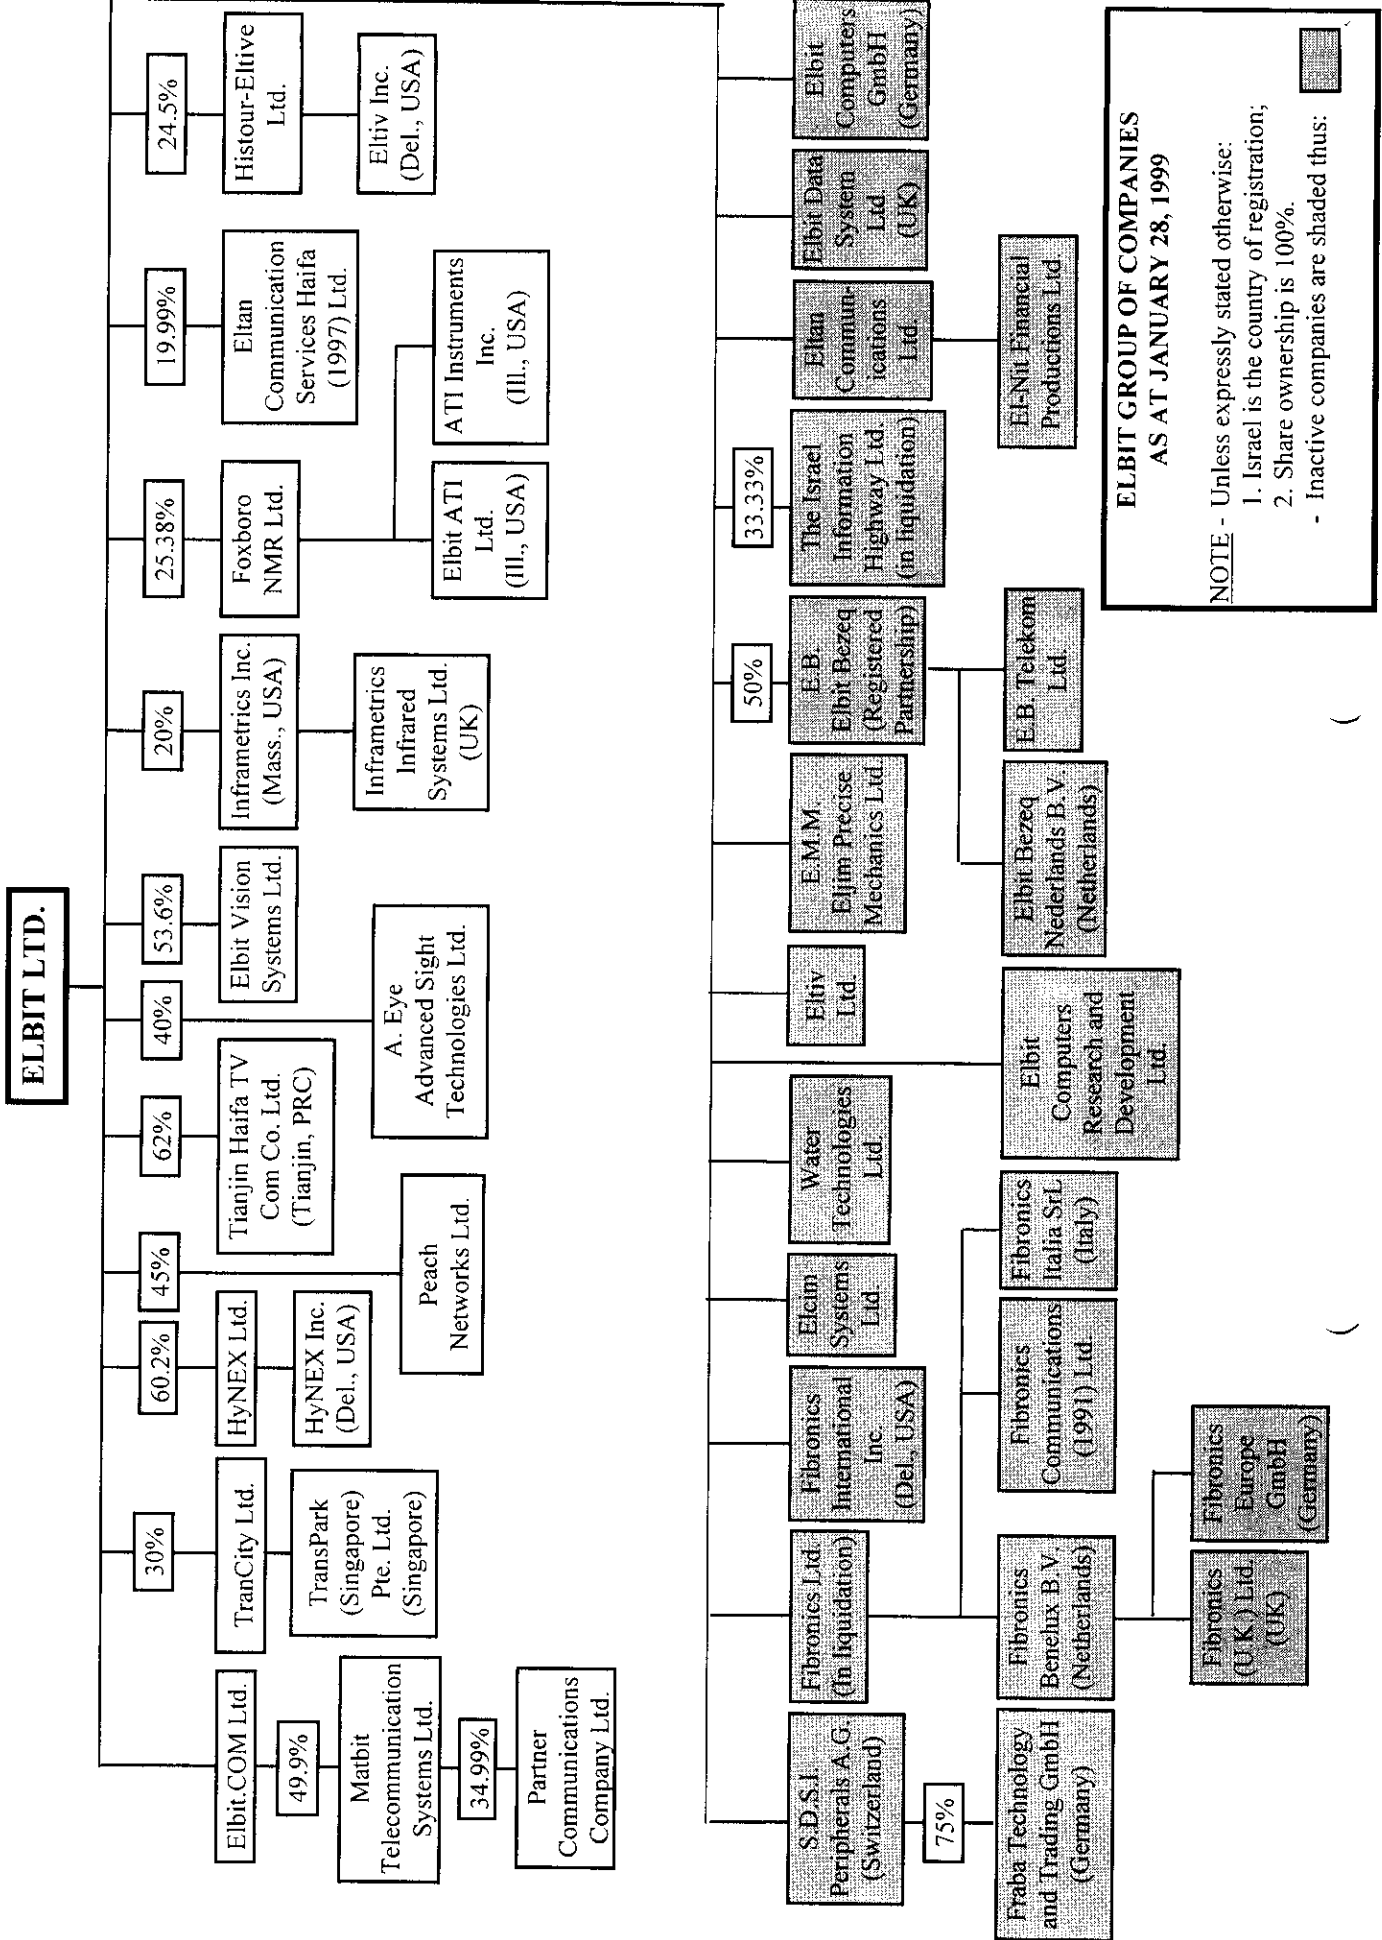 ELBIT LTD.
30%
60.2%
45%
62%
40%
53.6%
20%
25.38%
19.99%
24.5%
Elbit.COM Ltd.
49.9%
Matbit
Telecommunication
Systems Ltd.
34.99%
Partner
Communications
Company Ltd.
TranCity Ltd.
TransPark
(Singapore)
Pte. Ltd.
(Singapore)
HyNEX Ltd.
HyNEX Inc.
(Del., USA)
Peach
Networks Ltd.
Tianjin Haifa TV
Com Co. Ltd.
(Tianjin, PRC)
A. Eye
Advanced Sight
Technologies Ltd.
Elbit Vision
Systems Ltd.
Inframetrics Inc.
(Mass., USA)
Inframetrics
Infrared
Systems Ltd.
(UK)
Foxboro
NMR Ltd.
Elbit ATI
Ltd.
(Ill., USA)
ATI Instruments
Inc.
(Ill., USA)
Eltan
Communication
Services Haifa
(1997) Ltd.
Histour-Eltive
Ltd.
Eltiv Inc.
(Del., USA)
S.D.S.I.
Peripherals A.G.
(Switzerland)
75%
Fraba Technology
and Trading GmbH
(Germany)
Fibronics Ltd.
(In liquidation)
Fibronics
Benelux B.V.
(Netherlands)
Fibronics
(U.K.) Ltd.
(UK)
Fibronics
Europe
GmbH
(Germany)
Fibronics
Communications
(1991) Ltd.
Fibronics
Italia SrL
(Italy)
Fibronics
International
Inc.
(Del., USA)
Elcim
Systems
Ltd.
Water
Technologies
Ltd.
Elbit
Computers
Research and
Development
Ltd.
Eltiv
Ltd.
E.M.M.
Eljim Precise
Mechanics Ltd.
50%
E.B.
Elbit Bezeq
(Registered
Partnership)
Elbit Bezeq
Nederlands B.V.
(Netherlands)
E.B. Telekom
Ltd.
33.33%
The Israel
Information
Highway Ltd.
(in liquidation)
Eltan
Commun-
ications
Ltd.
El-Nit Financial
Productions Ltd.
Elbit Data
System
Ltd.
(UK)
Elbit
Computers
GmbH
(Germany)
ELBIT GROUP OF COMPANIES
AS AT JANUARY 28, 1999
NOTE - Unless expressly stated otherwise:
1. Israel is the country of registration;
2. Share ownership is 100%.
- Inactive companies are shaded thus: